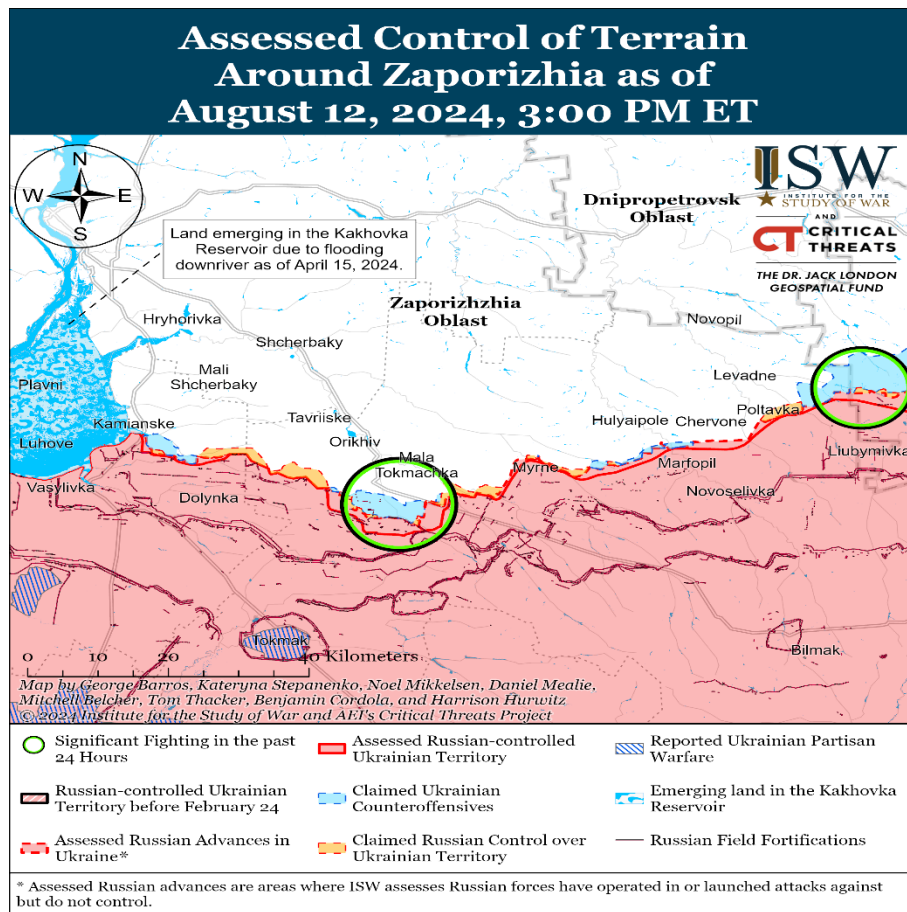 Assessed Control of Terrain
Around Zaporizhia as of
August 12, 2024, 3:00 PM ET
N
W
E
S
Land emerging in the Kakhovka
Reservoir due to flooding
downriver as of April 15, 2024.
Dnipropetrovsk
Oblast
ISW
INSTITUTE FOR THE
STUDY OF WAR
AND
CT CRITICAL
THREATS
THE DR. JACK LONDON
GEOSPATIAL FUND
Zaporizhzhia
Oblast
Hryhorivka
Shcherbaky
Novopil
Plavni
Mali
Shcherbaky
Levadne
Kamianske
Tavriiske
Hulyaipole
Chervone
Poltavka
Luhove
Orikhiv
Mala
Tokmachka
Myrne
Marfopil
Liubymivka
Vasylivka
Dolynka
Novoselivka
Tokmak
Bilmak
0
10
20
40 Kilometers
Map by George Barros, Kateryna Stepanenko, Noel Mikkelsen, Daniel Mealie,
Mitchell Belcher, Tom Thacker, Benjamin Cordola, and Harrison Hurwitz
© 2024 Institute for the Study of War and AEI's Critical Threats Project
Significant Fighting in the past
24 Hours
Assessed Russian-controlled
Ukrainian Territory
Reported Ukrainian Partisan
Warfare
Russian-controlled Ukrainian
Territory before February 24
Claimed Ukrainian
Counteroffensives
Emerging land in the Kakhovka
Reservoir
Assessed Russian Advances in
Ukraine*
Claimed Russian Control over
Ukrainian Territory
Russian Field Fortifications
* Assessed Russian advances are areas where ISW assesses Russian forces have operated in or launched attacks against
but do not control.